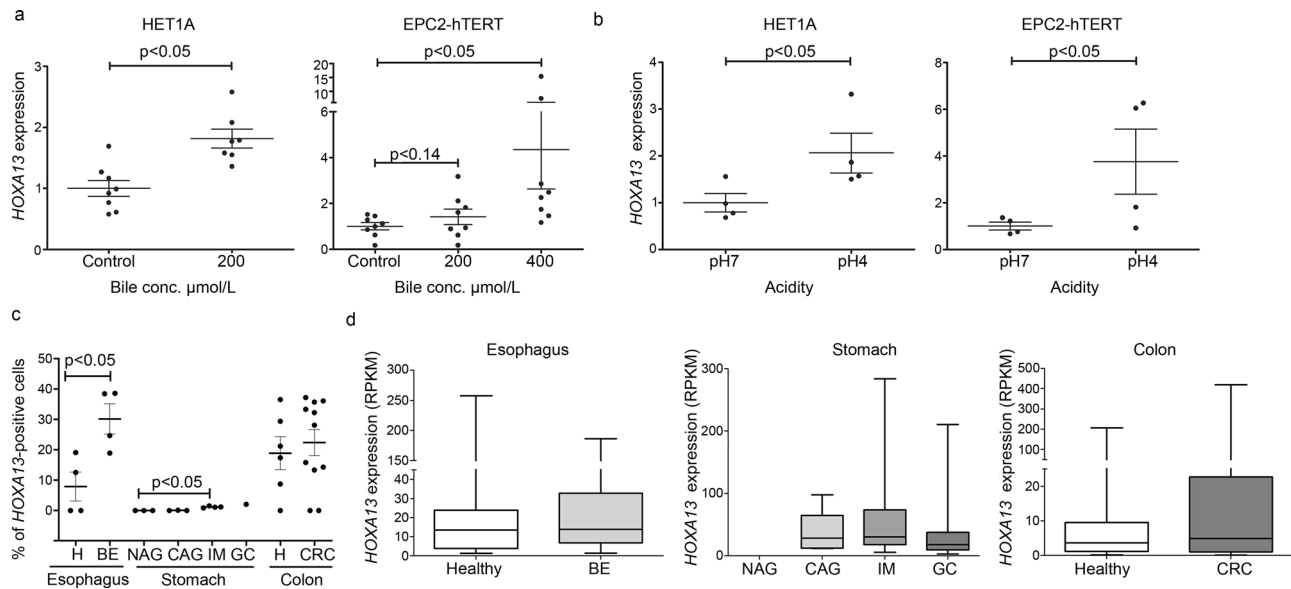 a
HET1A
p<0.05
HOXA13 expression
3
2
1
0
Control
200
Bile conc. µmol/L
EPC2-hTERT
p<0.05
20
15
10
5
6
4
2
0
p<0.14
Control
200
400
Bile conc. µmol/L
b
HET1A
p<0.05
HOXA13 expression
4
3
2
1
0
pH7
pH4
Acidity
EPC2-hTERT
p<0.05
8
6
4
2
0
pH7
pH4
Acidity
c
% of HOXA13-positive cells
50
40
30
20
10
0
p<0.05
p<0.05
H BE NAG CAG IM GC H CRC
Esophagus Stomach Colon
d
Esophagus
HOXA13 expression (RPKM)
300
250
200
150
50
40
30
20
10
0
Healthy
BE
Stomach
HOXA13 expression (RPKM)
300
200
100
0
NAG
CAG
IM
GC
Colon
HOXA13 expression (RPKM)
500
400
300
200
100
20
10
0
Healthy
CRC